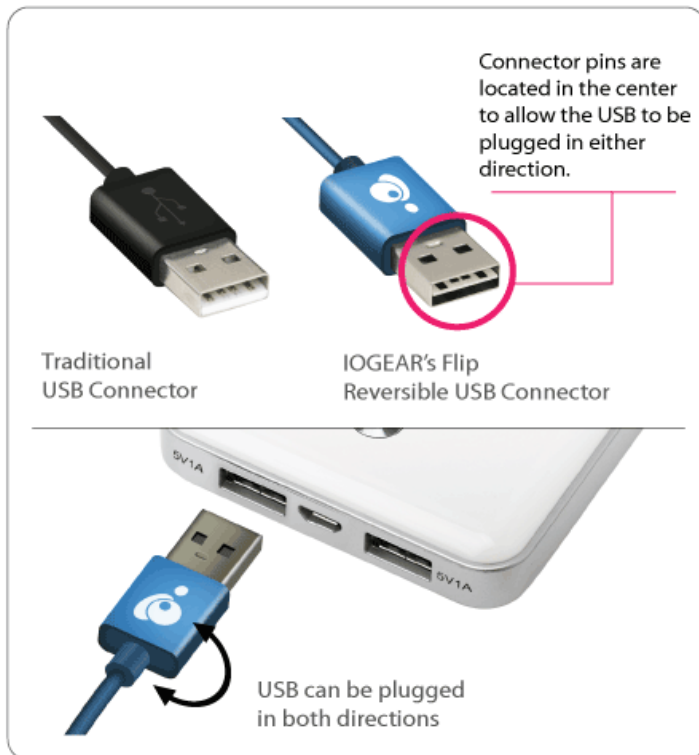 Connector pins are
located in the center
to allow the USB to be
plugged in either
direction.
Traditional
USB Connector
IOGEAR's Flip
Reversible USB Connector
5V1A
5V1A
USB can be plugged
in both directions